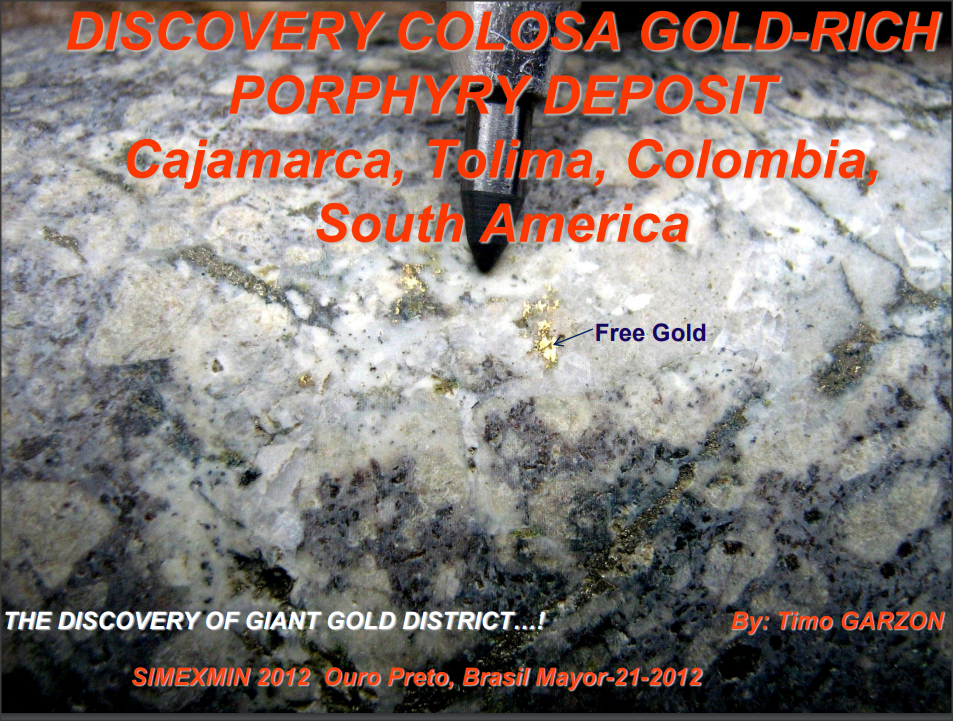 DISCOVERY COLOSA GOLD-RICH
PORPHYRY DEPOSIT
Cajamarca, Tolima, Colombia,
South America
Free Gold
THE DISCOVERY OF GIANT GOLD DISTRICT...!
By: Timo GARZON
SIMEXMIN 2012 Ouro Preto, Brasil Mayor-21-2012